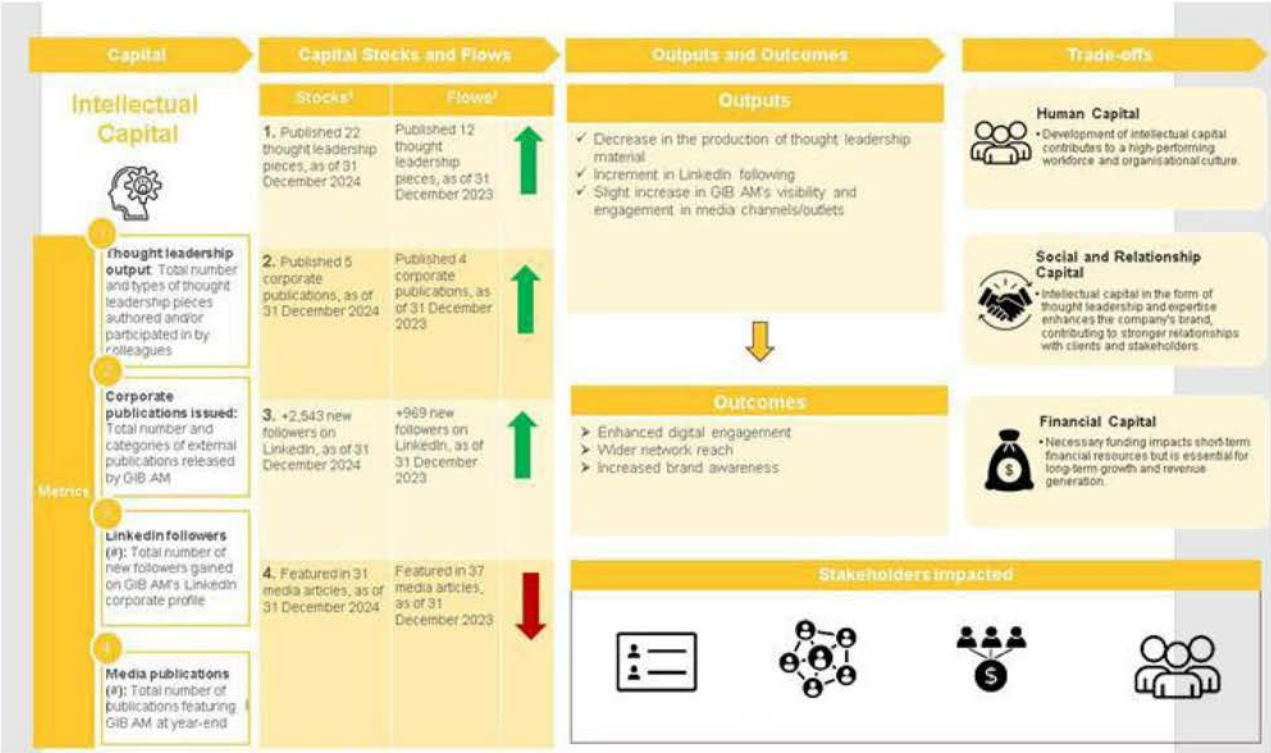 Capital
Capital Stocks and Flows
Outputs and Outcomes
Trade-offs
Intellectual
Capital
Metrics
1
Thought leadership
output: Total number
and types of thought
leadership pieces
authored and/or
participated in by
colleagues
2
Corporate
publications issued:
Total number and
categories of external
publications released
by GIB AM
3
LinkedIn followers
(#): Total number of
new followers gained
on GIB AM's LinkedIn
corporate profile
4
Media publications
(#): Total number of
publications featuring
GIB AM at year-end
Stocks¹
Flows²
1. Published 22
thought leadership
pieces, as of 31
December 2024
Published 12
thought
leadership
pieces, as of 31
December 2023
2. Published 5
corporate
publications, as of
31 December 2024
Published 4
corporate
publications, as
of 31 December
2023
3. +2,543 new
followers on
LinkedIn, as of 31
December 2024
+969 new
followers on
LinkedIn, as of
31 December
2023
4. Featured in 31
media articles, as of
31 December 2024
Featured in 37
media articles,
as of 31
December 2023
Outputs
✓ Decrease in the production of thought leadership
material
✓ Increment in LinkedIn following
✓ Slight increase in GIB AM's visibility and
engagement in media channels/outlets
Outcomes
➤ Enhanced digital engagement
➤ Wider network reach
➤ Increased brand awareness
Human Capital
• Development of intellectual capital
contributes to a high-performing
workforce and organisational culture.
Social and Relationship
Capital
• Intellectual capital in the form of
thought leadership and expertise
enhances the company's brand,
contributing to stronger relationships
with clients and stakeholders.
Financial Capital
• Necessary funding impacts short-term
financial resources but is essential for
long-term growth and revenue
generation.
$
Stakeholders Impacted
$